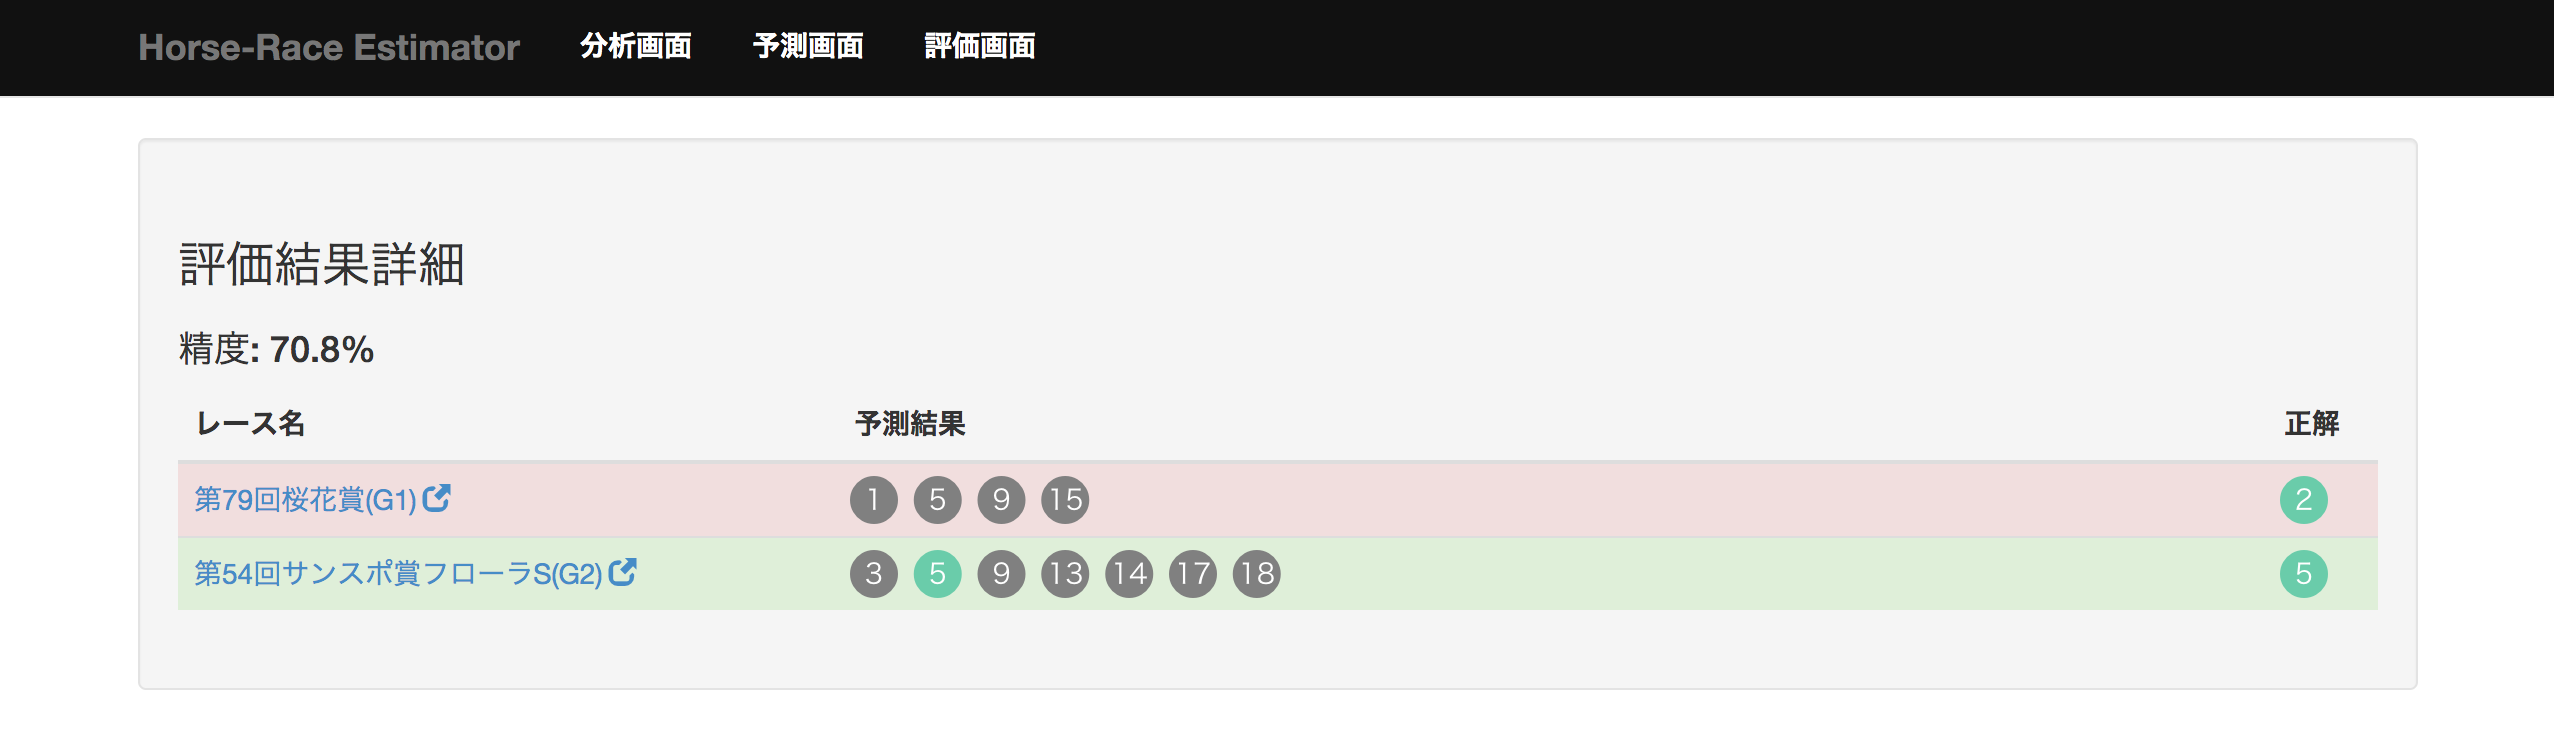 Horse-Race Estimator 分析画面 予測画面 評価画面
評価結果詳細
精度: 70.8%
レース名 予測結果 正解
第79回桜花賞(G1) 1 5 9 15 2
第54回サンスポ賞フローラS(G2) 3 5 9 13 14 17 18 5